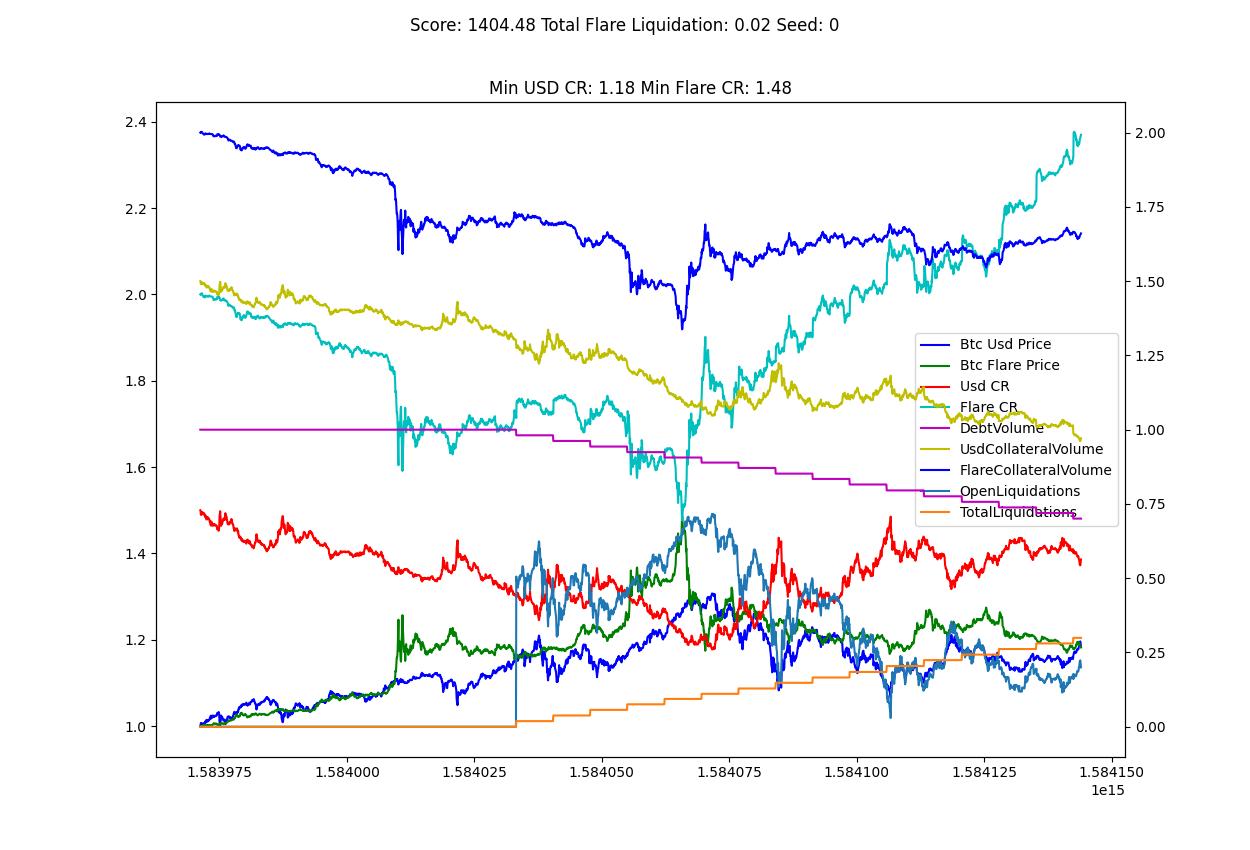 Score: 1404.48 Total Flare Liquidation: 0.02 Seed: 0
Min USD CR: 1.18 Min Flare CR: 1.48
2.4
2.2
2.0
1.8
1.6
1.4
1.2
1.0
2.00
1.75
1.50
1.25
1.00
0.75
0.50
0.25
0.00
Btc Usd Price
Btc Flare Price
Usd CR
Flare CR
DebtVolume
UsdCollateralVolume
FlareCollateralVolume
OpenLiquidations
TotalLiquidations
1.583975
1.584000
1.584025
1.584050
1.584075
1.584100
1.584125
1.584150
1e15